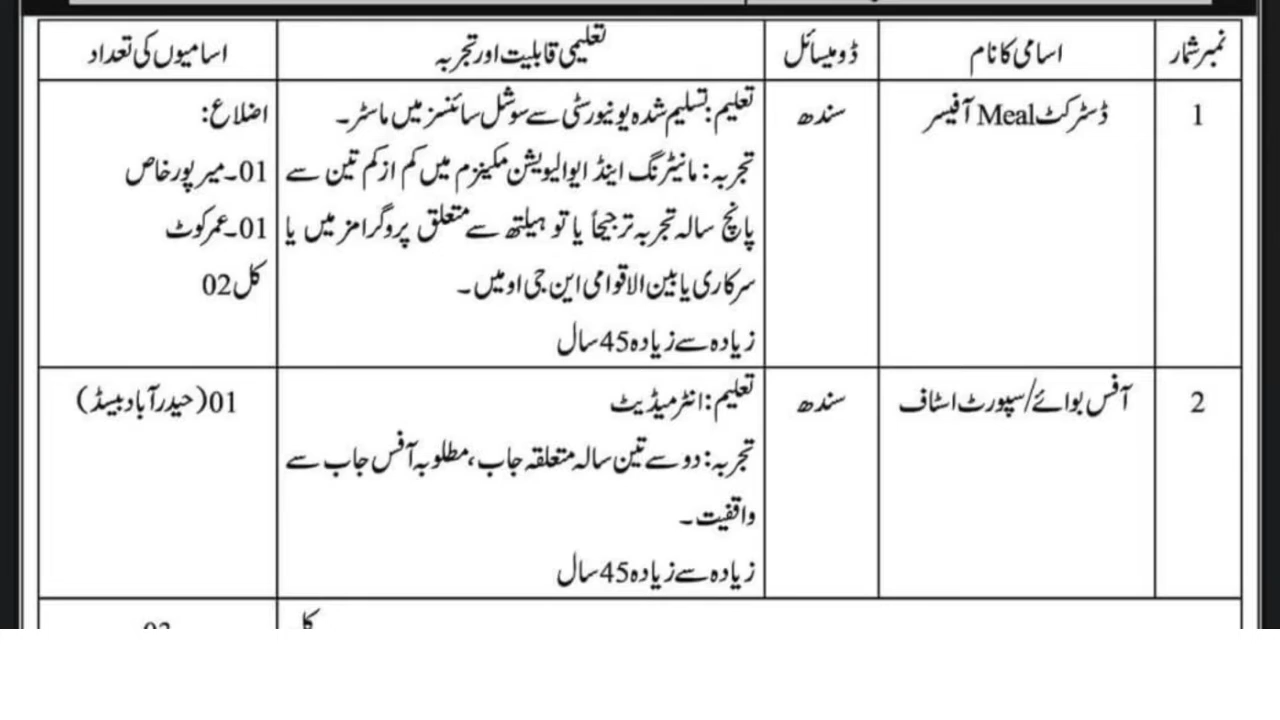 نمبر شمار
اسامی کا نام
ڈومیسائل
تعلیمی قابلیت اور تجربہ
اسامیوں کی تعداد
1
ڈسٹرکٹ Meal آفیسر
سندھ
تعلیم: تسلیم شدہ یونیورسٹی سے سوشل سائنسز میں ماسٹر۔
تجربہ: مانیٹرنگ اینڈ ایوالیویشن مکینزم میں کم از کم تین سے
پانچ سالہ تجربہ ترجیحاً یا تو ہیلتھ سے متعلق پروگرامز میں یا
سرکاری یا بین الاقوامی این جی او میں۔
زیادہ سے زیادہ 45 سال
اضلاع:
01۔میرپورخاص
01۔عمرکوٹ
کل 02
2
آفس بوائے/سپورٹ اسٹاف
سندھ
تعلیم: انٹرمیڈیٹ
تجربہ: دو سے تین سالہ متعلقہ جاب، مطلوبہ آفس جاب سے
واقفیت۔
زیادہ سے زیادہ 45 سال
01 (حیدرآباد بیسڈ)
کل
03